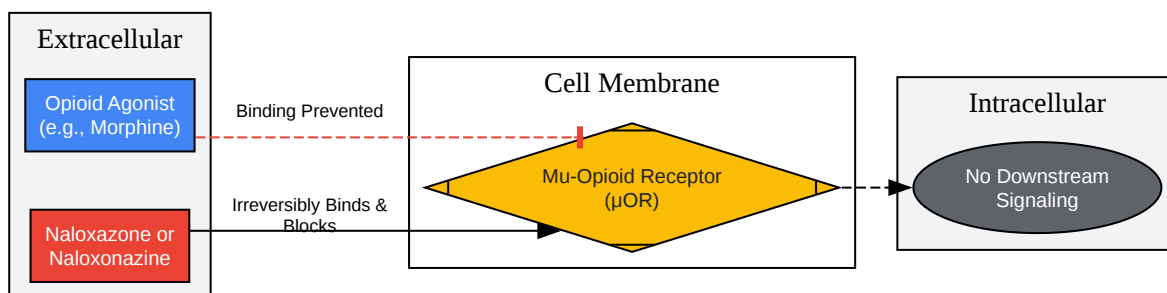 Extracellular
Opioid Agonist
(e.g., Morphine)
Naloxazone or
Naloxonazine
Binding Prevented
Irreversibly Binds &
Blocks
Cell Membrane
Mu-Opioid Receptor
(μOR)
Intracellular
No Downstream
Signaling